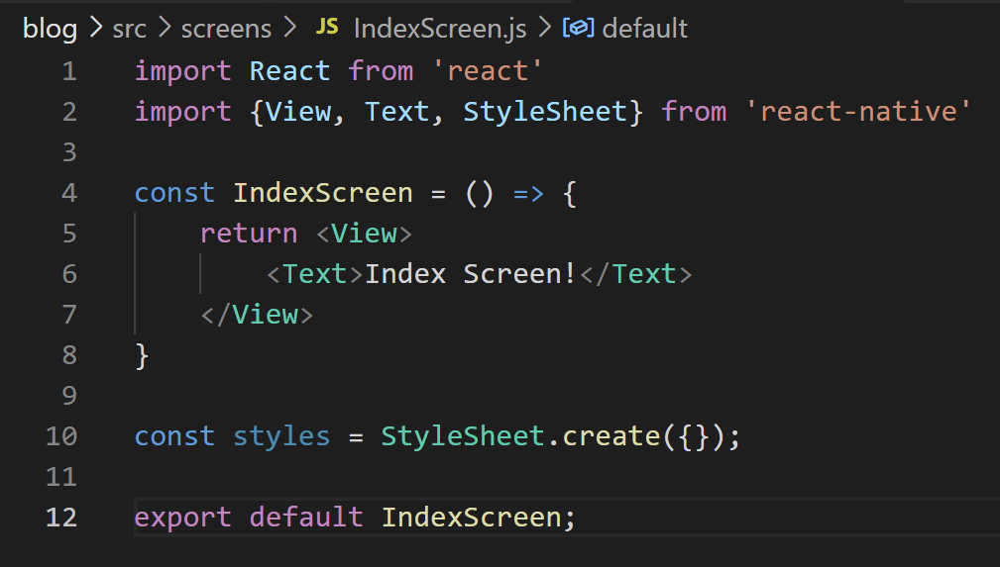 blog > src > screens > JS IndexScreen.js > default
1 import React from 'react'
2 import {View, Text, StyleSheet} from 'react-native'
3
4 const IndexScreen = () => {
5     return <View>
6         <Text>Index Screen!</Text>
7     </View>
8 }
9
10 const styles = StyleSheet.create({});
11
12 export default IndexScreen;